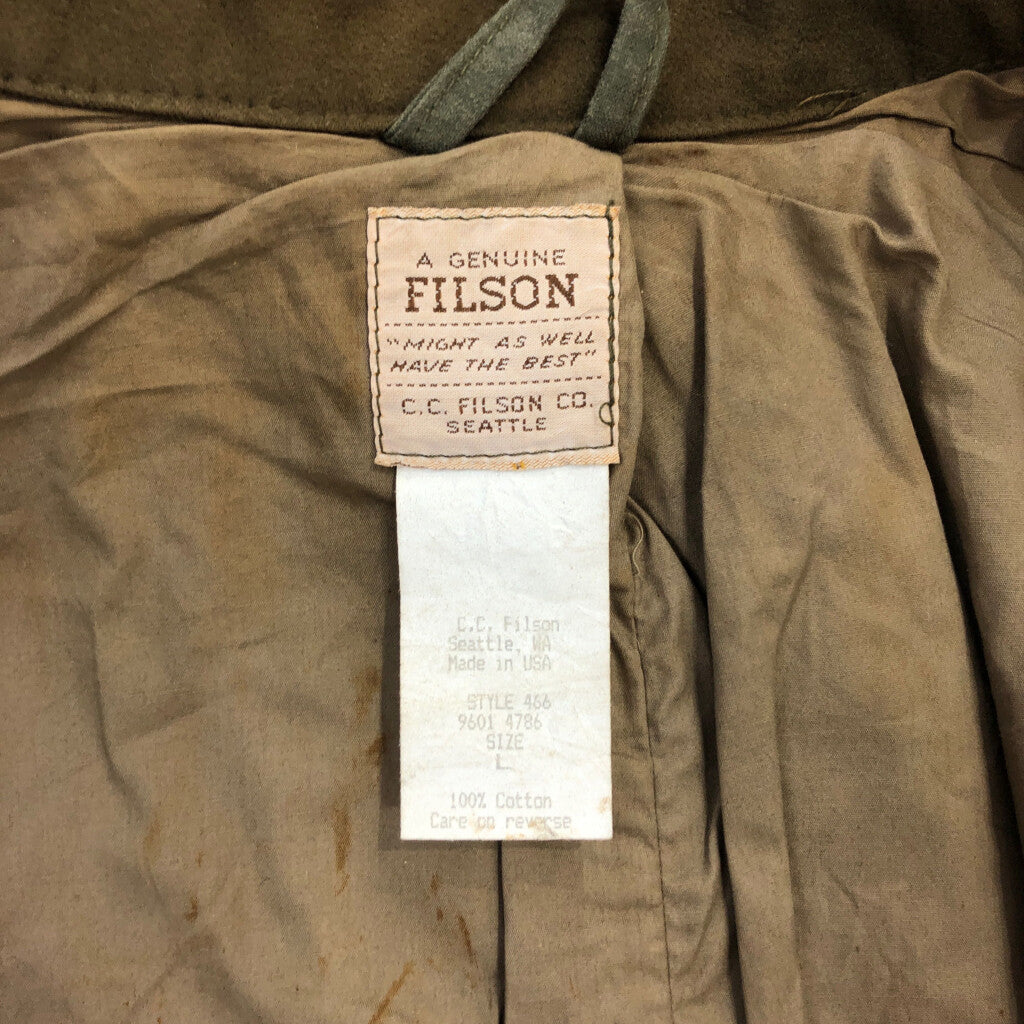 A GENUINE
FILSON
"MIGHT AS WELL
HAVE THE BEST"
C.C. FILSON CO.
SEATTLE
C.C. Filson
Seattle, WA
Made in USA
STYLE 466
9601 4786
SIZE
L
100% Cotton
Care on reverse